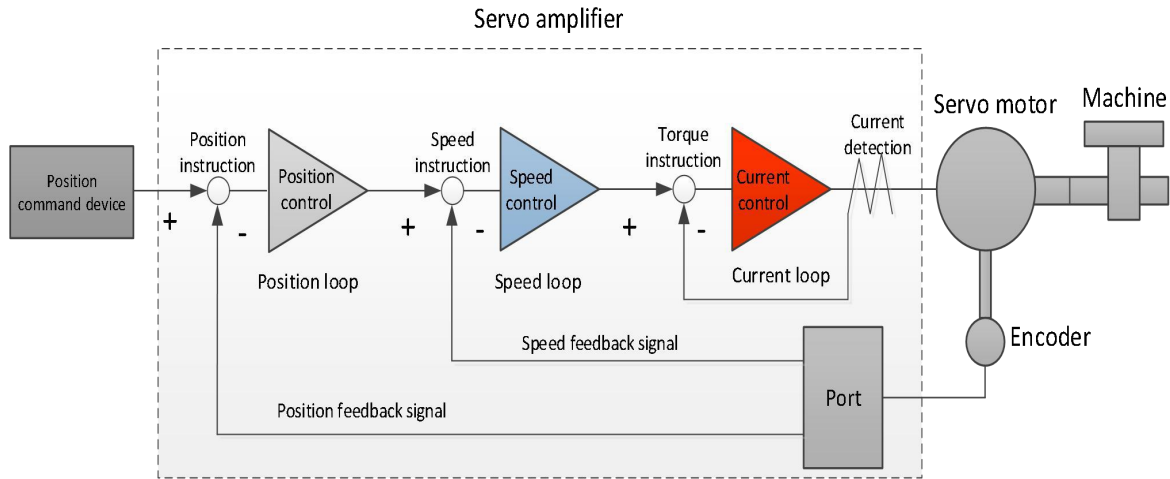 Servo amplifier
Position
command device
+
-
Position
instruction
Position
control
Position loop
+
-
Speed
instruction
Speed
control
Speed loop
+
-
Torque
instruction
Current
control
Current loop
Current
detection
Servo motor
Machine
Encoder
Speed feedback signal
Position feedback signal
Port